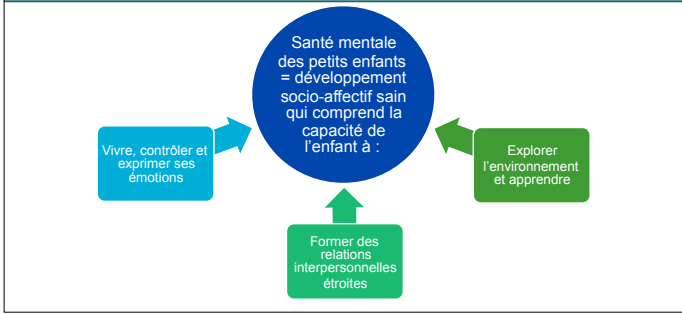 Santé mentale
des petits enfants
= développement
socio-affectif sain
qui comprend la
capacité de
l'enfant à :
Vivre, contrôler et
exprimer ses
émotions
Former des
relations
interpersonnelles
étroites
Explorer
l'environnement
et apprendre